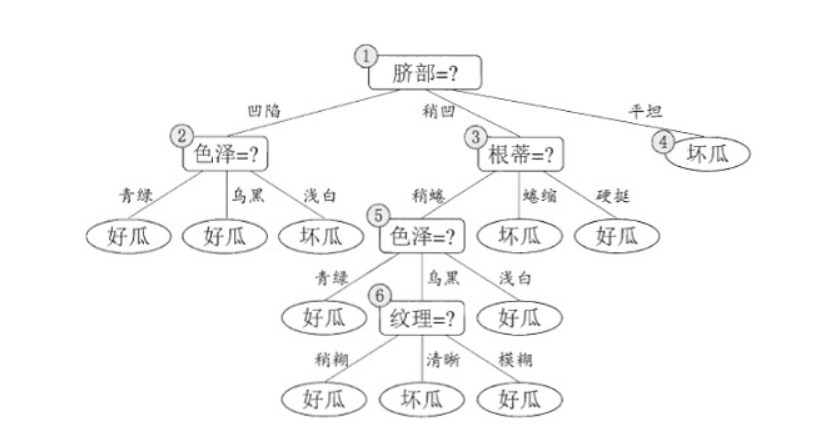 ①
脐部=?
凹陷 稍凹 平坦
② ③ ④
色泽=? 根蒂=? 坏瓜
青绿 乌黑 浅白 稍蜷 蜷缩 硬挺
⑤
好瓜 好瓜 坏瓜 色泽=? 坏瓜 好瓜
青绿 乌黑 浅白
⑥
好瓜 纹理=? 好瓜
稍糊 清晰 模糊
好瓜 坏瓜 好瓜